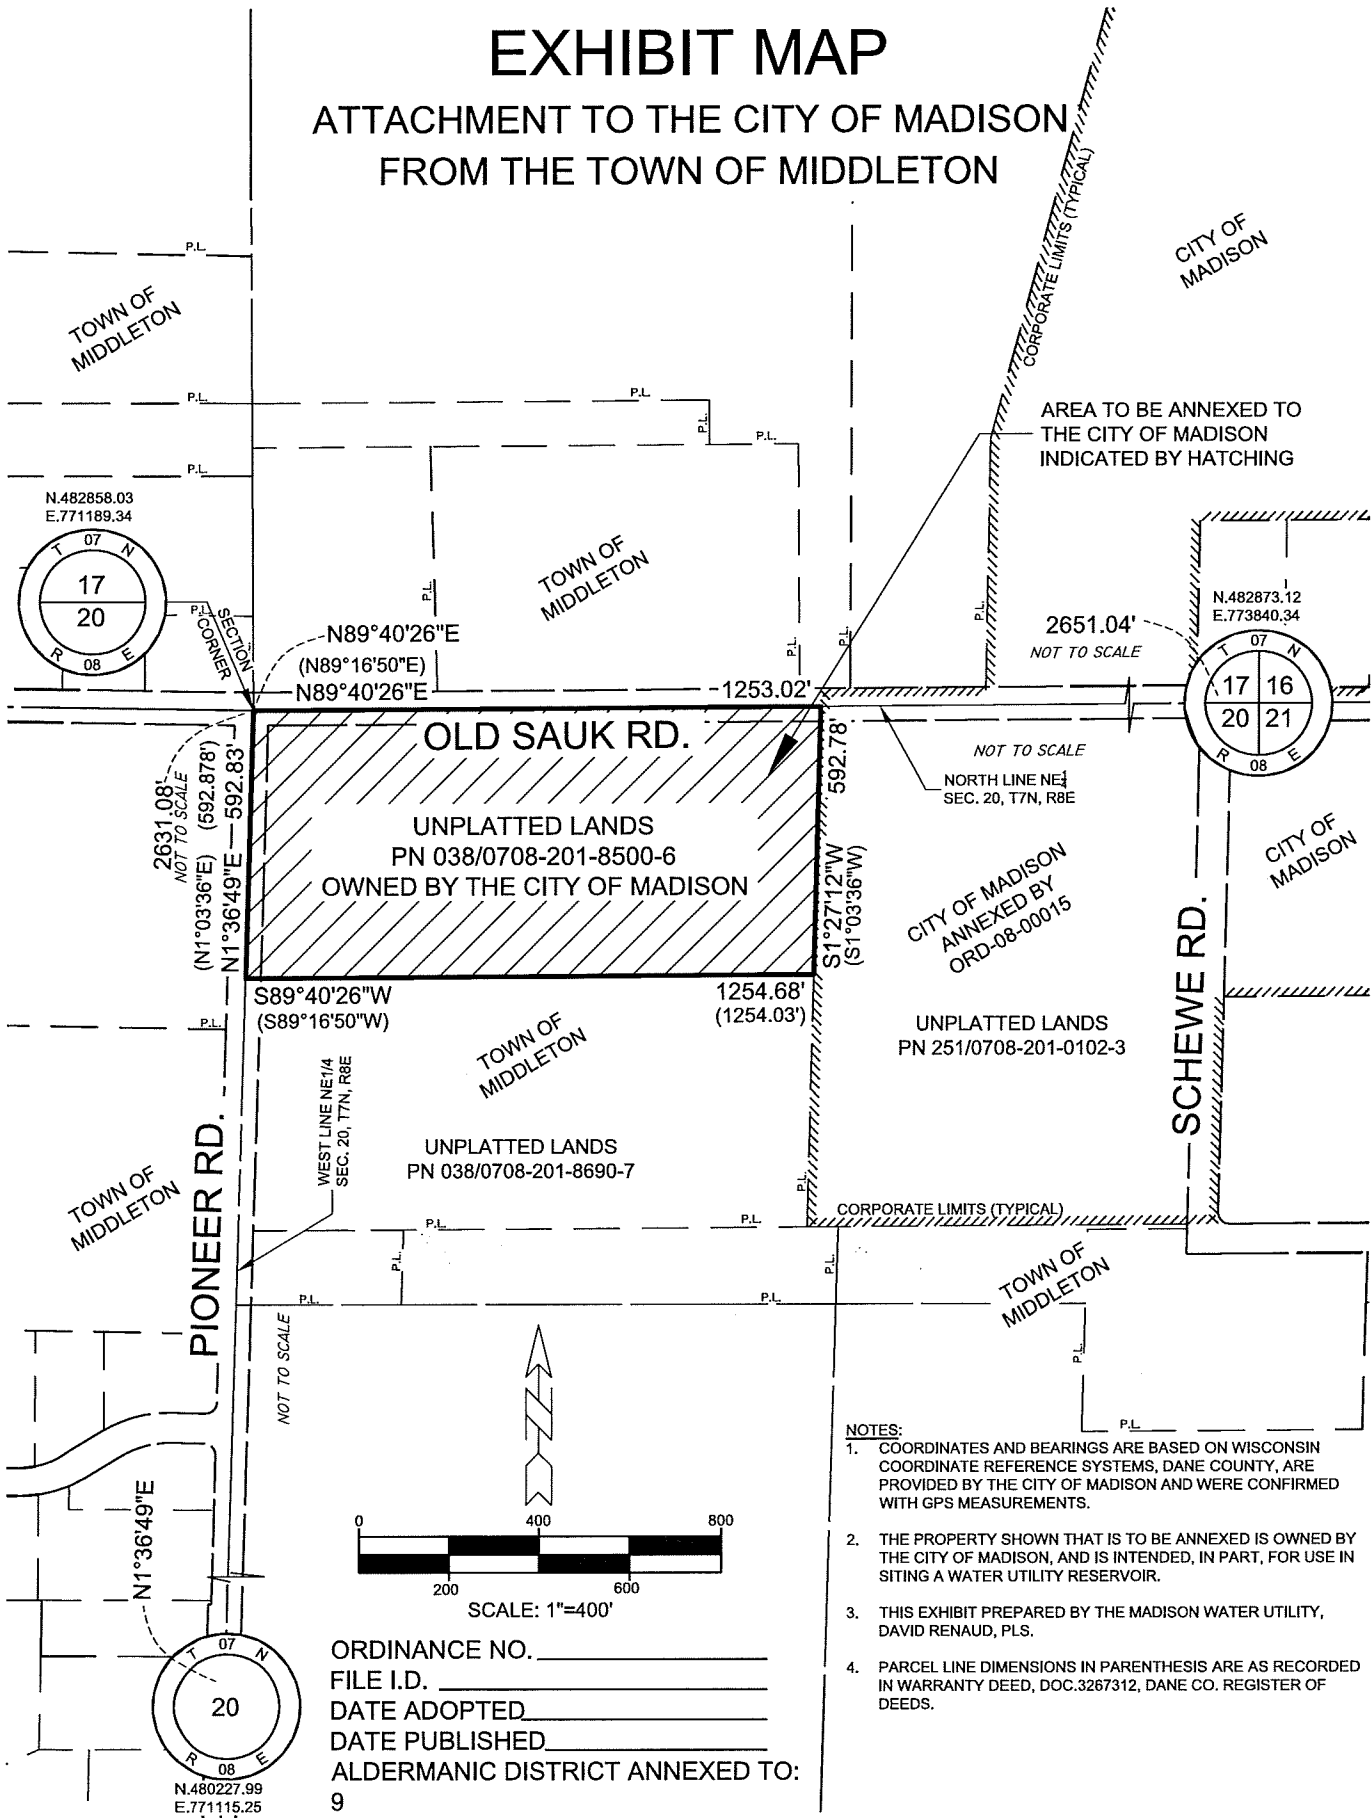 EXHIBIT MAP
ATTACHMENT TO THE CITY OF MADISON
FROM THE TOWN OF MIDDLETON
P.L.
TOWN OF
MIDDLETON
CORPORATE LIMITS (TYPICAL)
CITY OF
MADISON
P.L.
P.L.
P.L.
P.L.
AREA TO BE ANNEXED TO
THE CITY OF MADISON
INDICATED BY HATCHING
P.L.
N.482858.03
E.771189.34
T 07 N
17
20
R 08 E
P.L.
SECTION
CORNER
TOWN OF
MIDDLETON
P.L.
P.L.
P.L.
P.L.
N89°40'26"E
(N89°16'50"E)
N89°40'26"E
1253.02'
2651.04'
NOT TO SCALE
N.482873.12
E.773840.34
T 07 N
17 16
20 21
R 08 E
OLD SAUK RD.
NOT TO SCALE
NORTH LINE NE1/4
SEC. 20, T7N, R8E
2631.08'
NOT TO SCALE
(592.878')
592.83'
(N1°03'36"E)
N1°36'49"E
592.78'
S1°27'12"W
(S1°03'36"W)
UNPLATTED LANDS
PN 038/0708-201-8500-6
OWNED BY THE CITY OF MADISON
CITY OF MADISON
ANNEXED BY
ORD-08-00015
CITY OF
MADISON
SCHEWE RD.
S89°40'26"W
(S89°16'50"W)
1254.68'
(1254.03')
P.L.
TOWN OF
MIDDLETON
UNPLATTED LANDS
PN 251/0708-201-0102-3
WEST LINE NE1/4
SEC. 20, T7N, R8E
UNPLATTED LANDS
PN 038/0708-201-8690-7
PIONEER RD.
TOWN OF
MIDDLETON
P.L.
CORPORATE LIMITS (TYPICAL)
P.L.
P.L.
P.L.
P.L.
TOWN OF
MIDDLETON
P.L.
P.L.
NOT TO SCALE
P.L.
P.L.
N
N1°36'49"E
0 400 800
200 600
SCALE: 1"=400'
T 07 N
20
R 08 E
N.480227.99
E.771115.25
ORDINANCE NO.
FILE I.D.
DATE ADOPTED
DATE PUBLISHED
ALDERMANIC DISTRICT ANNEXED TO:
9
NOTES:
1. COORDINATES AND BEARINGS ARE BASED ON WISCONSIN
COORDINATE REFERENCE SYSTEMS, DANE COUNTY, ARE
PROVIDED BY THE CITY OF MADISON AND WERE CONFIRMED
WITH GPS MEASUREMENTS.
2. THE PROPERTY SHOWN THAT IS TO BE ANNEXED IS OWNED BY
THE CITY OF MADISON, AND IS INTENDED, IN PART, FOR USE IN
SITING A WATER UTILITY RESERVOIR.
3. THIS EXHIBIT PREPARED BY THE MADISON WATER UTILITY,
DAVID RENAUD, PLS.
4. PARCEL LINE DIMENSIONS IN PARENTHESIS ARE AS RECORDED
IN WARRANTY DEED, DOC.3267312, DANE CO. REGISTER OF
DEEDS.